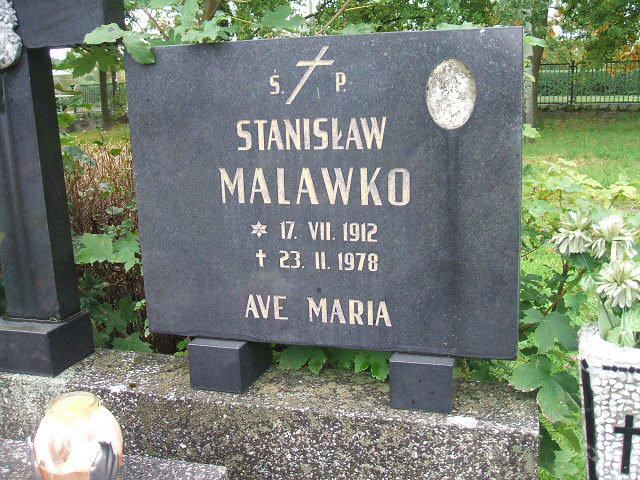 Ś. P.
STANISŁAW
MALAWKO
17. VII. 1912
23. II. 1978
AVE MARIA